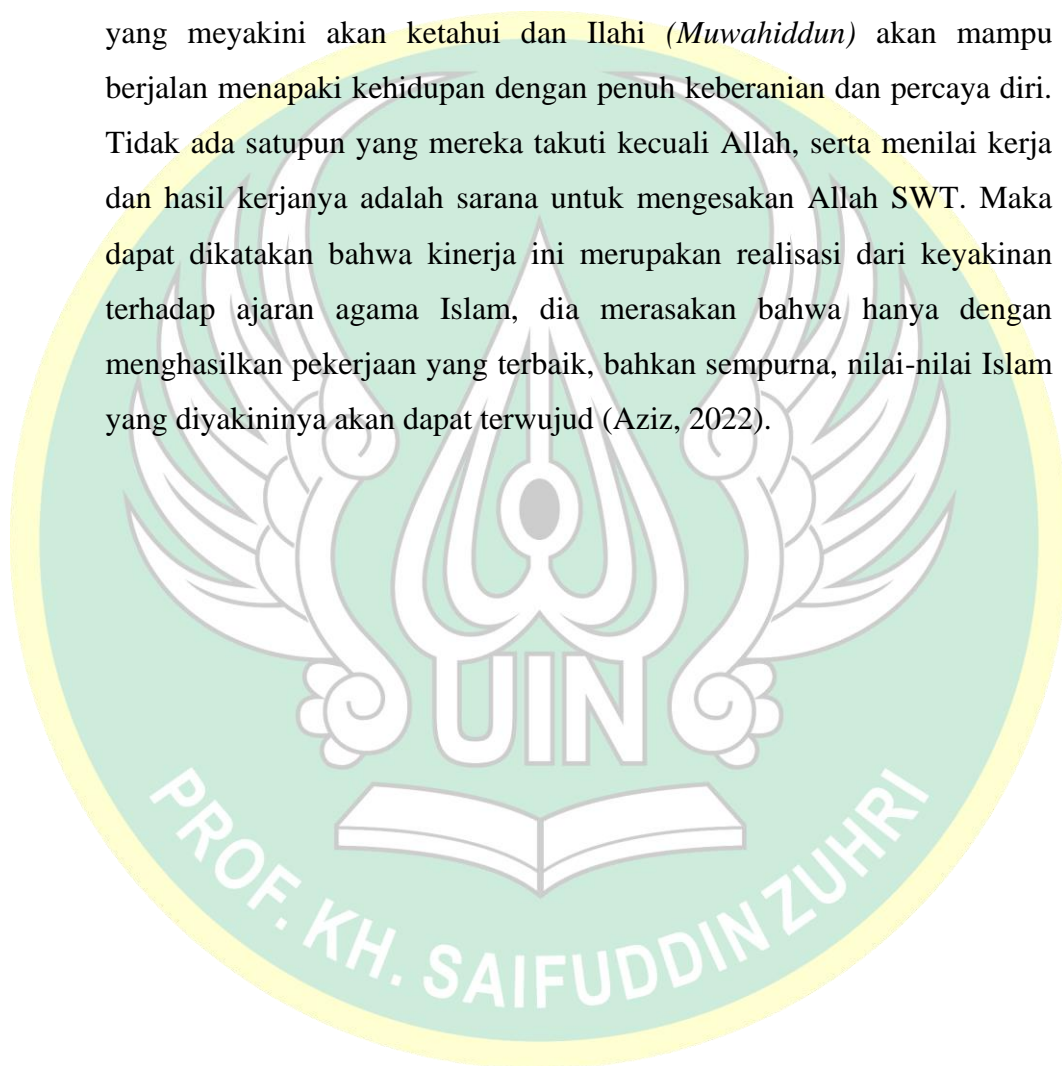 yang meyakini akan ketahui dan Ilahi (Muwahiddun) akan mampu
berjalan menapaki kehidupan dengan penuh keberanian dan percaya diri.
Tidak ada satupun yang mereka takuti kecuali Allah, serta menilai kerja
dan hasil kerjanya adalah sarana untuk mengesakan Allah SWT. Maka
dapat dikatakan bahwa kinerja ini merupakan realisasi dari keyakinan
terhadap ajaran agama Islam, dia merasakan bahwa hanya dengan
menghasilkan pekerjaan yang terbaik, bahkan sempurna, nilai-nilai Islam
yang diyakininya akan dapat terwujud (Aziz, 2022).
UIN
PROF. KH. SAIFUDDIN ZUHRI